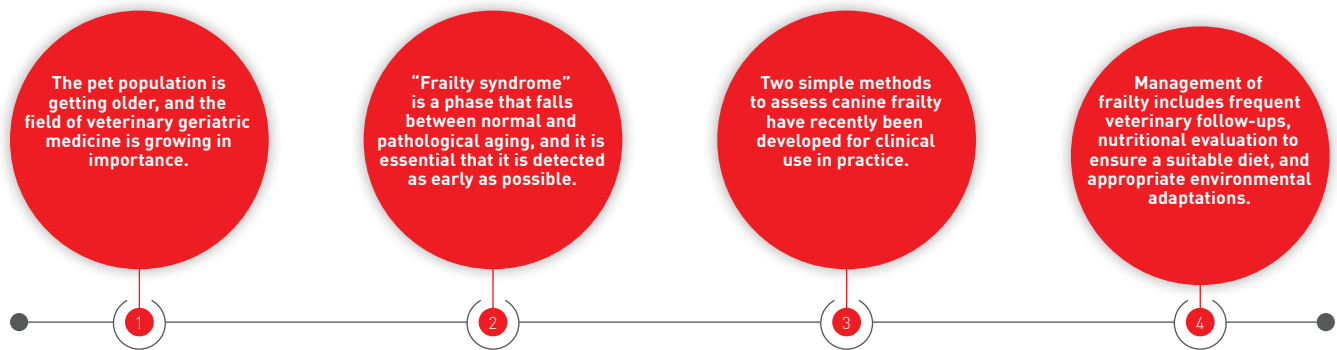 The pet population is
getting older, and the
field of veterinary geriatric
medicine is growing in
importance.
“Frailty syndrome”
is a phase that falls
between normal and
pathological aging, and it is
essential that it is detected
as early as possible.
Two simple methods
to assess canine frailty
have recently been
developed for clinical
use in practice.
Management of
frailty includes frequent
veterinary follow-ups,
nutritional evaluation to
ensure a suitable diet, and
appropriate environmental
adaptations.
1
2
3
4